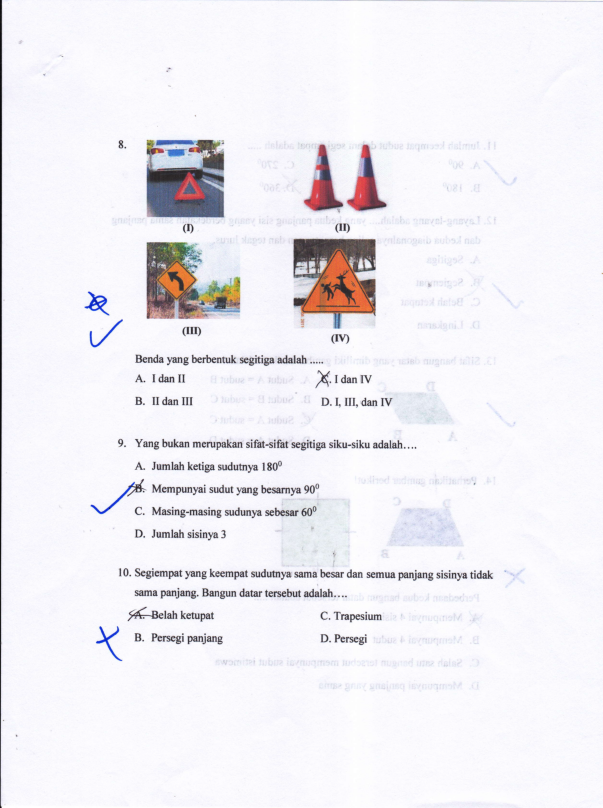 8.
(I) (II)
(III) (IV)
Benda yang berbentuk segitiga adalah .....
A. I dan II C. I dan IV
B. II dan III D. I, III, dan IV
9. Yang bukan merupakan sifat-sifat segitiga siku-siku adalah....
A. Jumlah ketiga sudutnya 180⁰
B. Mempunyai sudut yang besarnya 90⁰
C. Masing-masing sudunya sebesar 60⁰
D. Jumlah sisinya 3
10. Segiempat yang keempat sudutnya sama besar dan semua panjang sisinya tidak
sama panjang. Bangun datar tersebut adalah....
A. Belah ketupat C. Trapesium
B. Persegi panjang D. Persegi